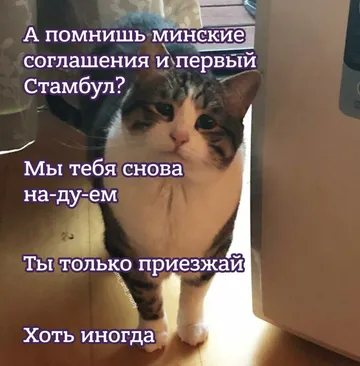 А помнишь минские
соглашения и первый
Стамбул?
Мы тебя снова
на-ду-ем
Ты только приезжай
Хоть иногда